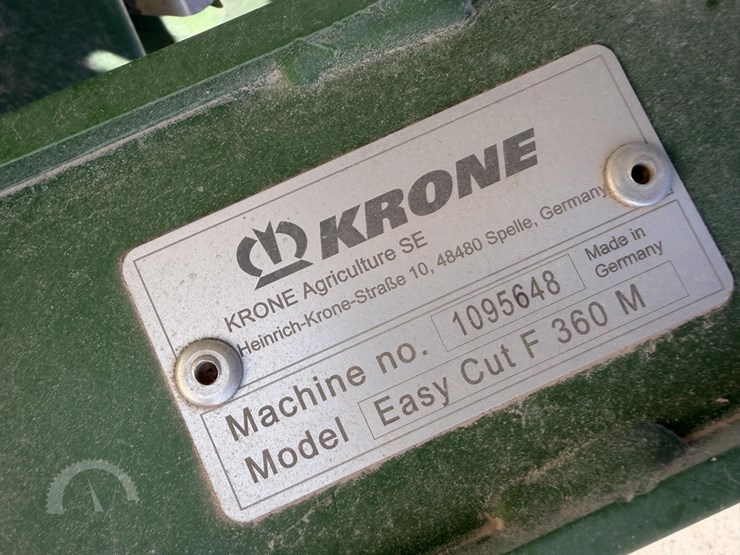 KRONE
KRONE Agriculture SE
Heinrich-Krone-Straße 10, 48480 Spelle, Germany
Machine no. 1095648 Made in Germany
Model Easy Cut F 360 M